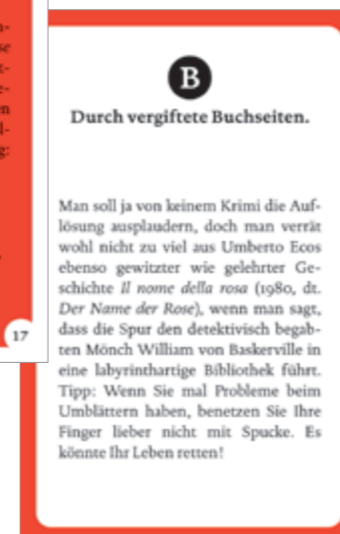 B
Durch vergiftete Buchseiten.
Man soll ja von keinem Krimi die Auf-
lösung ausplaudern, doch man verrät
wohl nicht zu viel aus Umberto Ecos
ebenso gewitzter wie gelehrter Ge-
schichte Il nome della rosa (1980, dt.
Der Name der Rose), wenn man sagt,
dass die Spur den detektivisch begab-
ten Mönch William von Baskerville in
eine labyrinthartige Bibliothek führt.
Tipp: Wenn Sie mal Probleme beim
Umblättern haben, benetzen Sie Ihre
Finger lieber nicht mit Spucke. Es
könnte Ihr Leben retten!
17